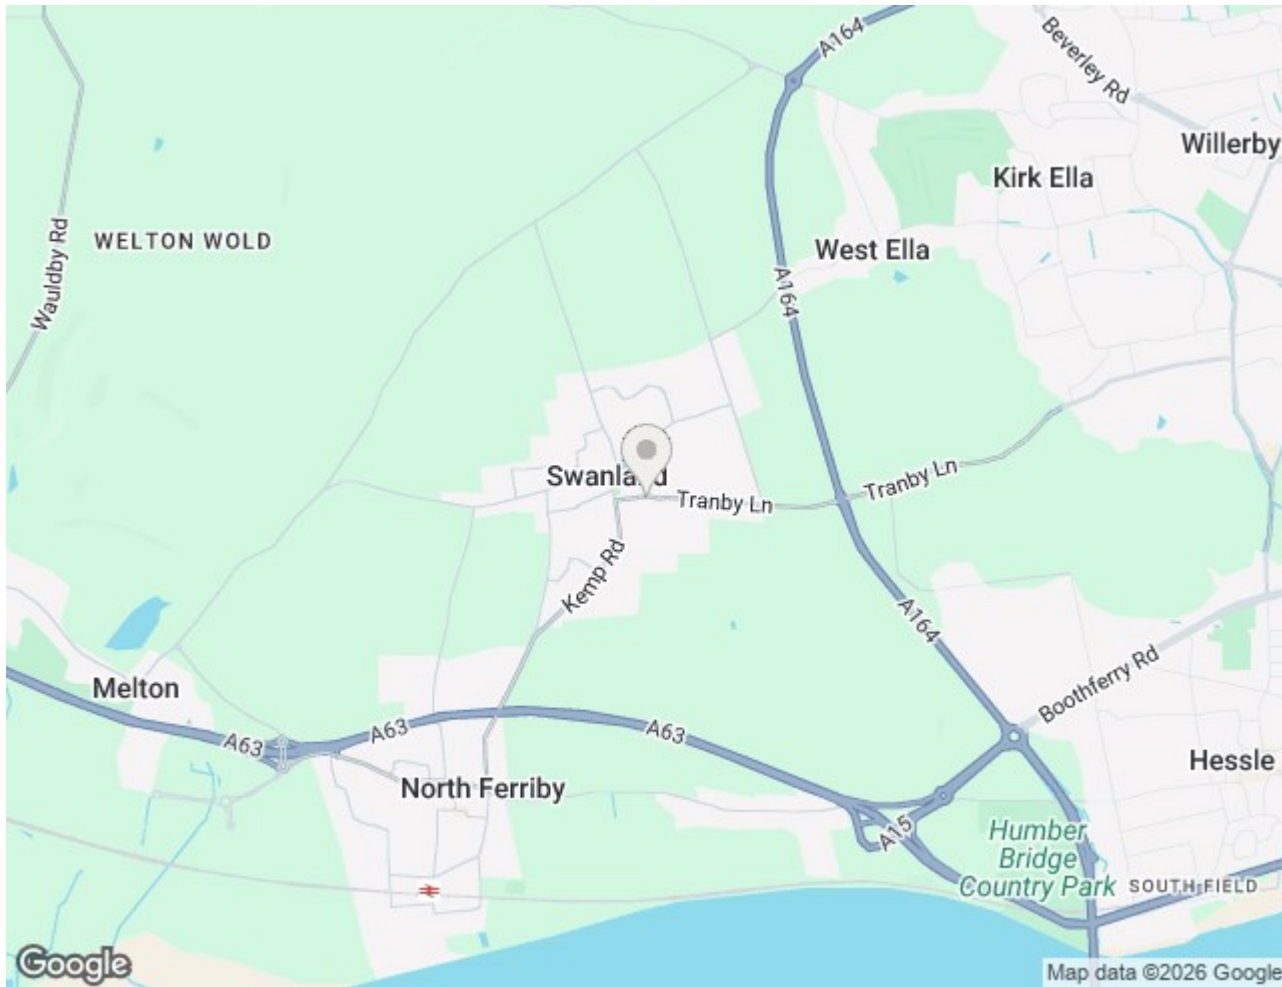 A164
Beverley Rd
Willerby
Kirk Ella
Wauldby Rd
WELTON WOLD
West Ella
A164
Swanland
Tranby Ln
Tranby Ln
Kemp Rd
A164
Boothferry Rd
Melton
A63
A63
A63
Hessle
North Ferriby
A15
Humber
Bridge
Country Park
SOUTH FIELD
Google
Map data ©2026 Google